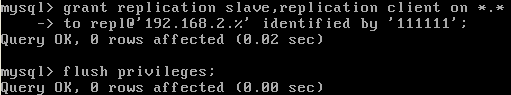 mysql> grant replication slave,replication client on *.*
-> to repl@'192.168.2.%' identified by '111111';
Query OK, 0 rows affected (0.02 sec)
mysql> flush privileges;
Query OK, 0 rows affected (0.00 sec)